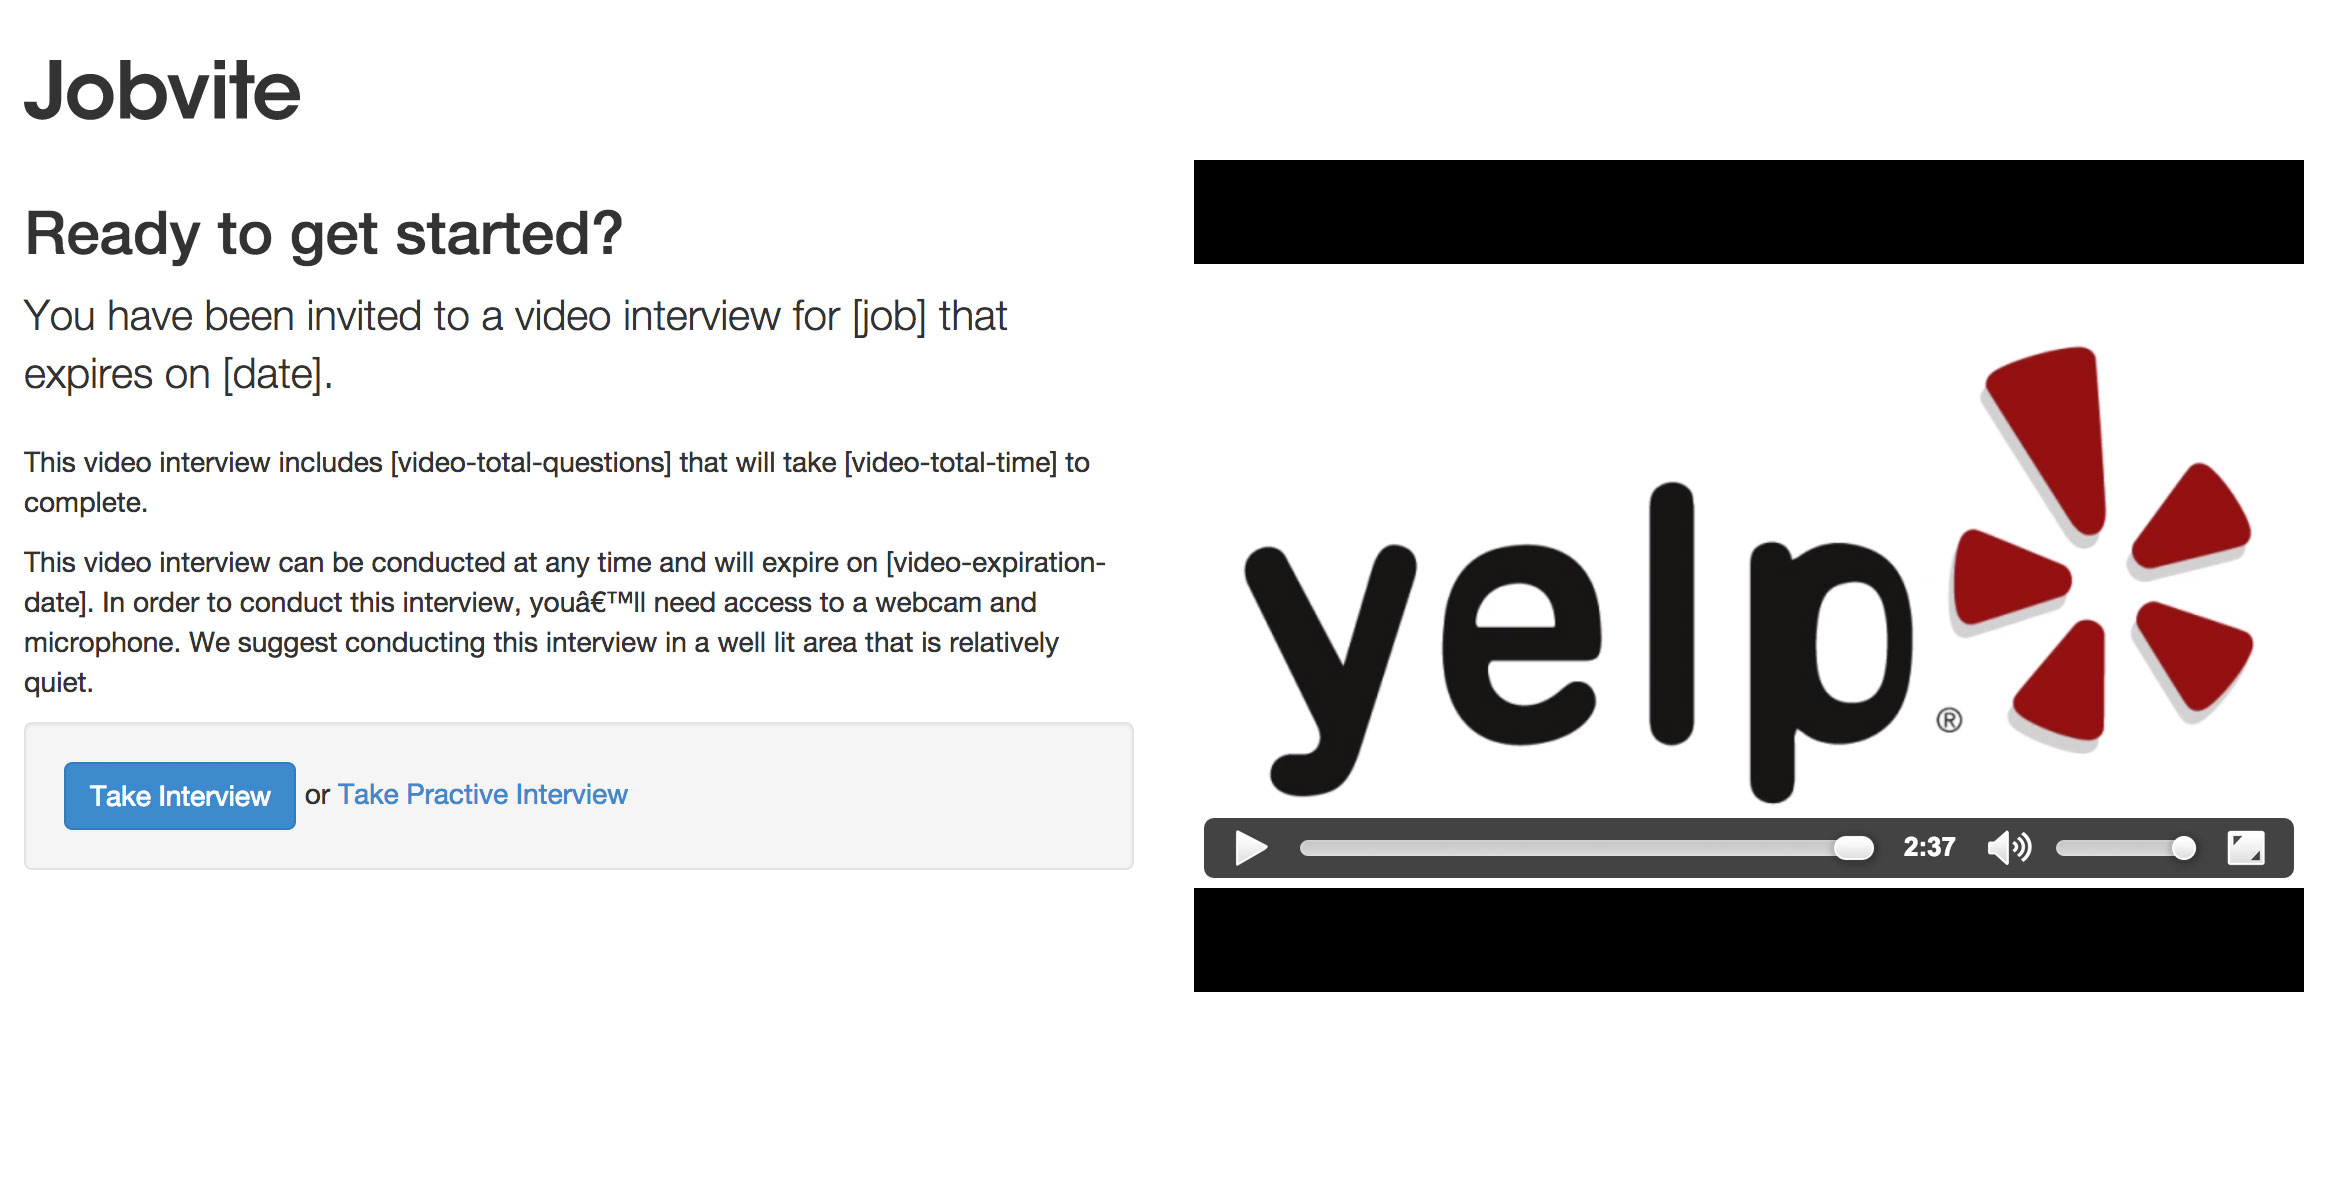 Jobvite
Ready to get started?
You have been invited to a video interview for [job] that
expires on [date].
This video interview includes [video-total-questions] that will take [video-total-time] to
complete.
This video interview can be conducted at any time and will expire on [video-expiration-
date]. In order to conduct this interview, youâ€™ll need access to a webcam and
microphone. We suggest conducting this interview in a well lit area that is relatively
quiet.
Take Interview or Take Practive Interview
yelp®
2:37